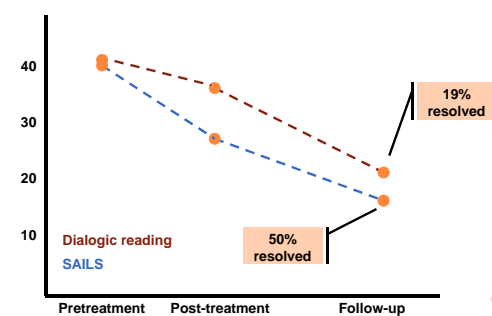 40
30
20
10
19%
resolved
50%
resolved
Dialogic reading
SAILS
Pretreatment Post-treatment Follow-up